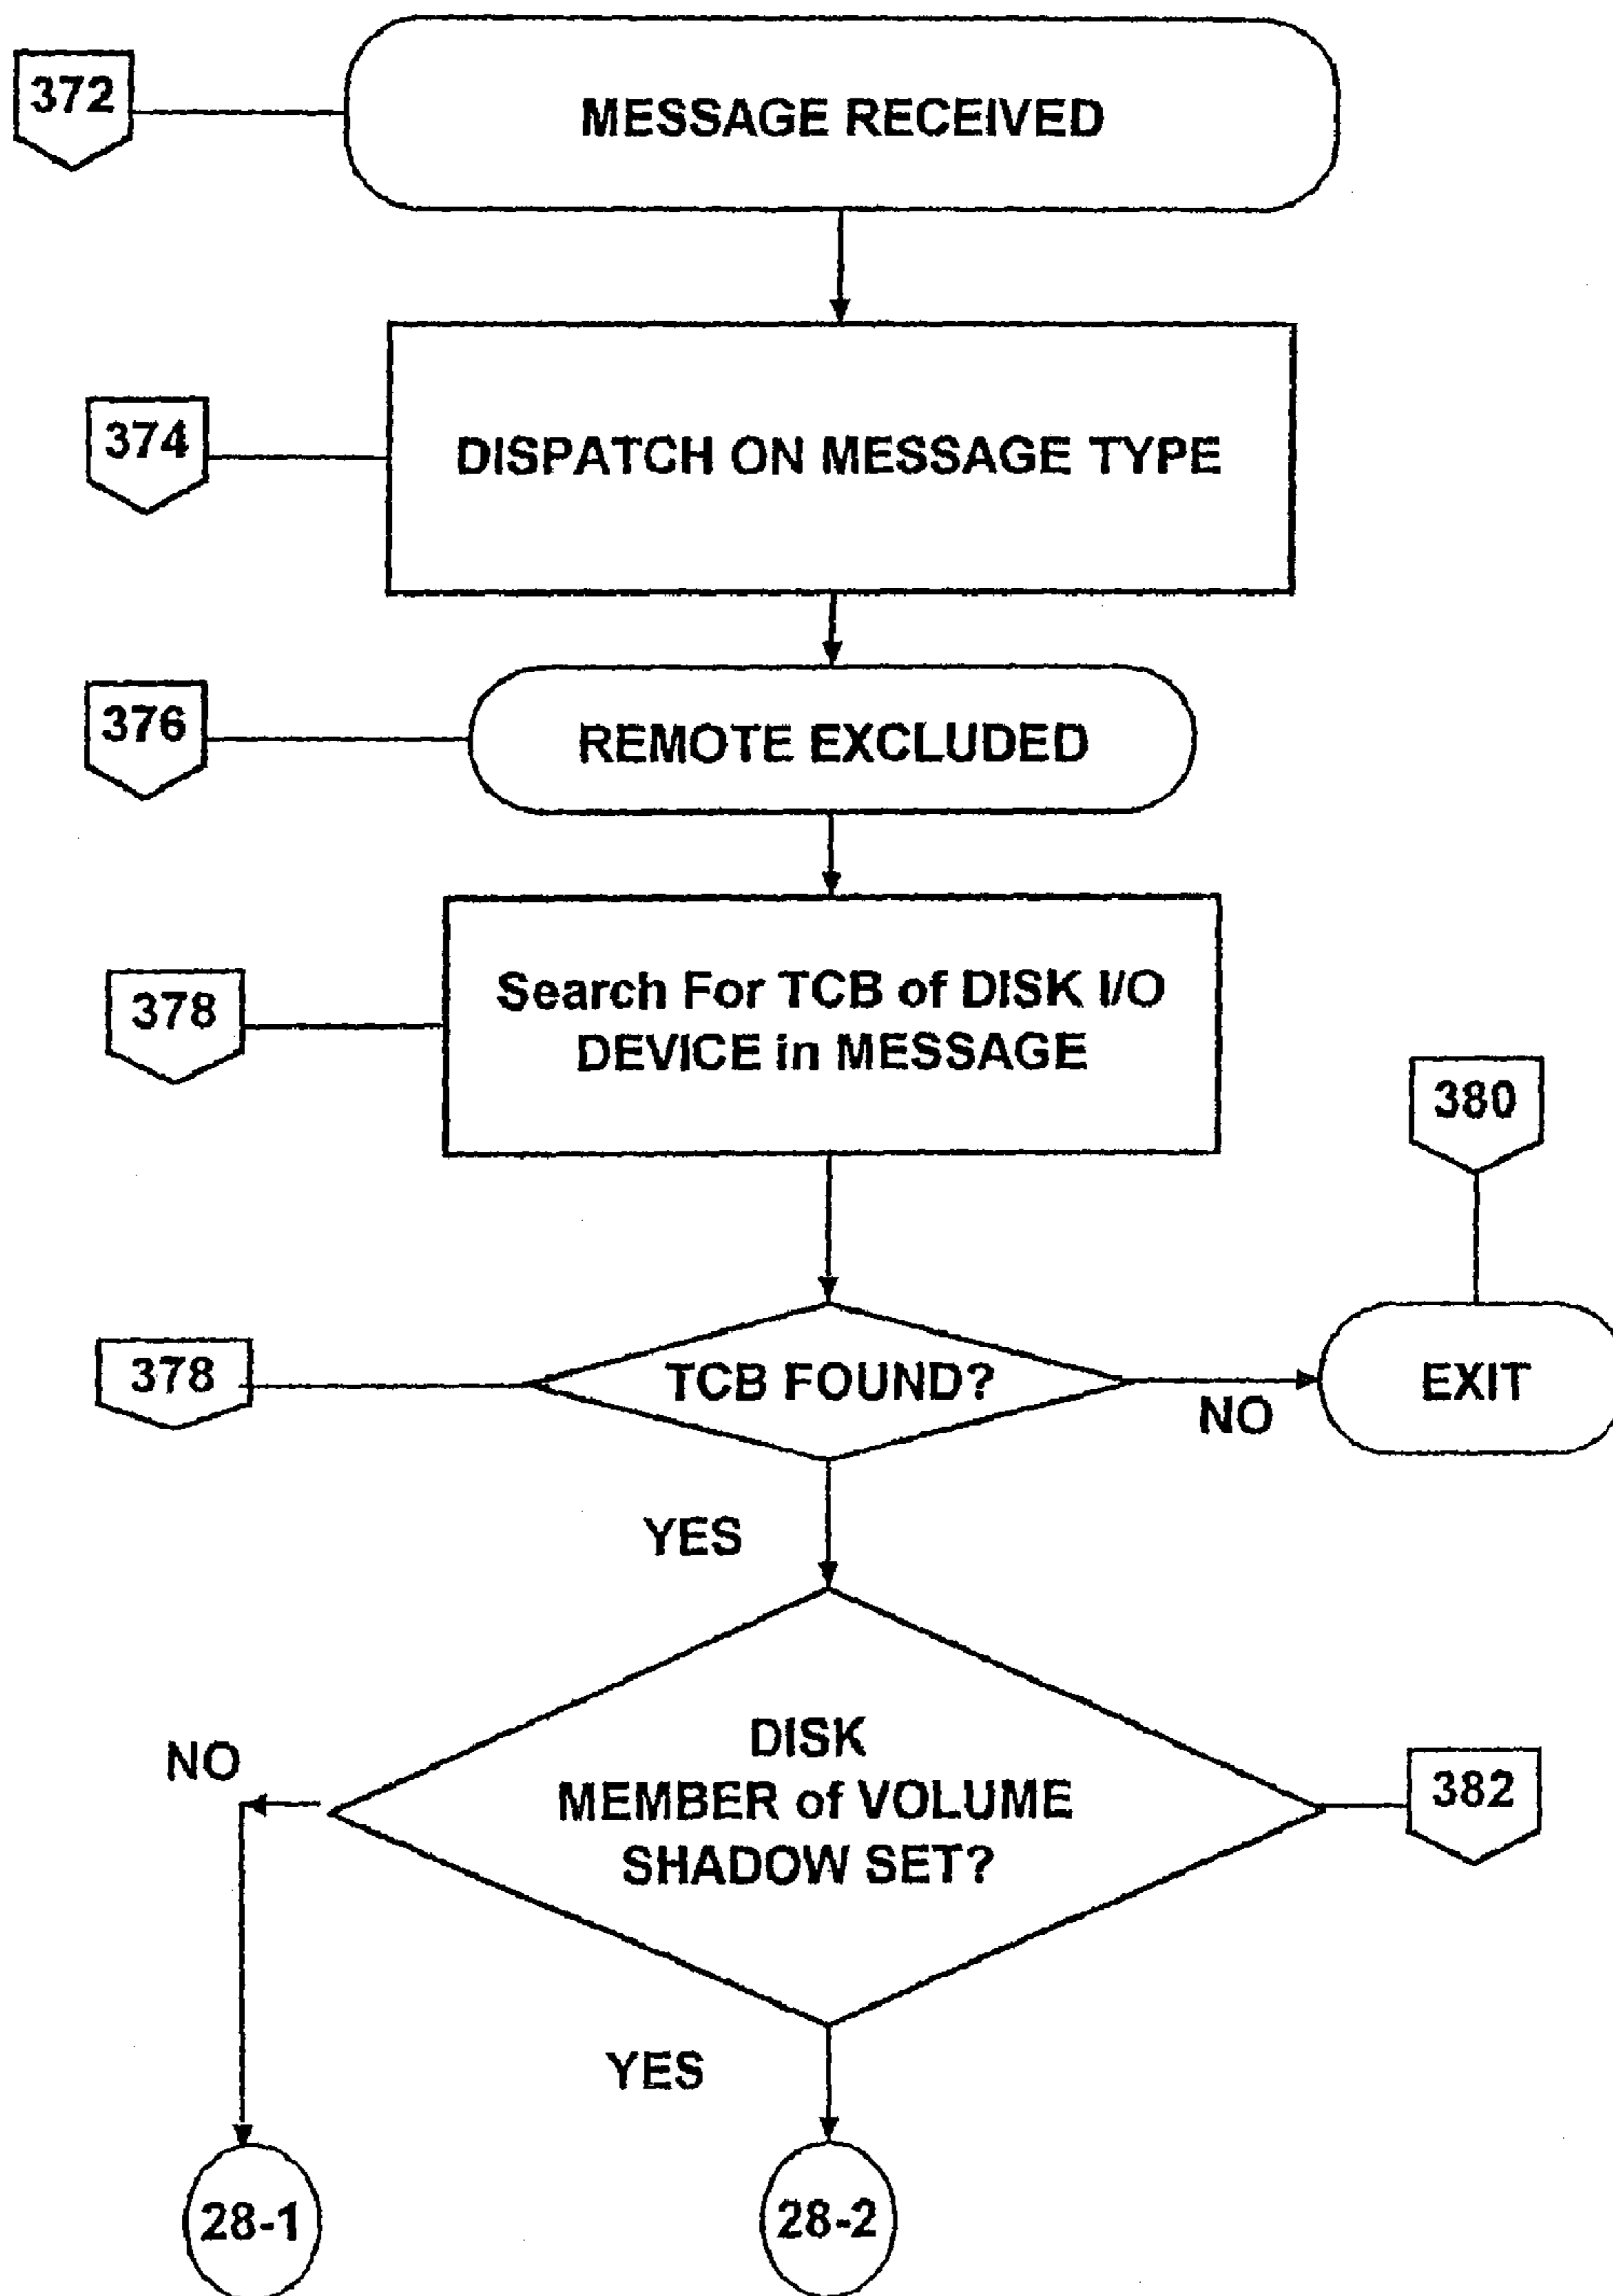 372
MESSAGE RECEIVED
374
DISPATCH ON MESSAGE TYPE
376
REMOTE EXCLUDED
378
Search For TCB of DISK I/O
DEVICE in MESSAGE
380
378
TCB FOUND?
NO
EXIT
YES
NO
DISK
MEMBER of VOLUME
SHADOW SET?
382
YES
28-1
28-2